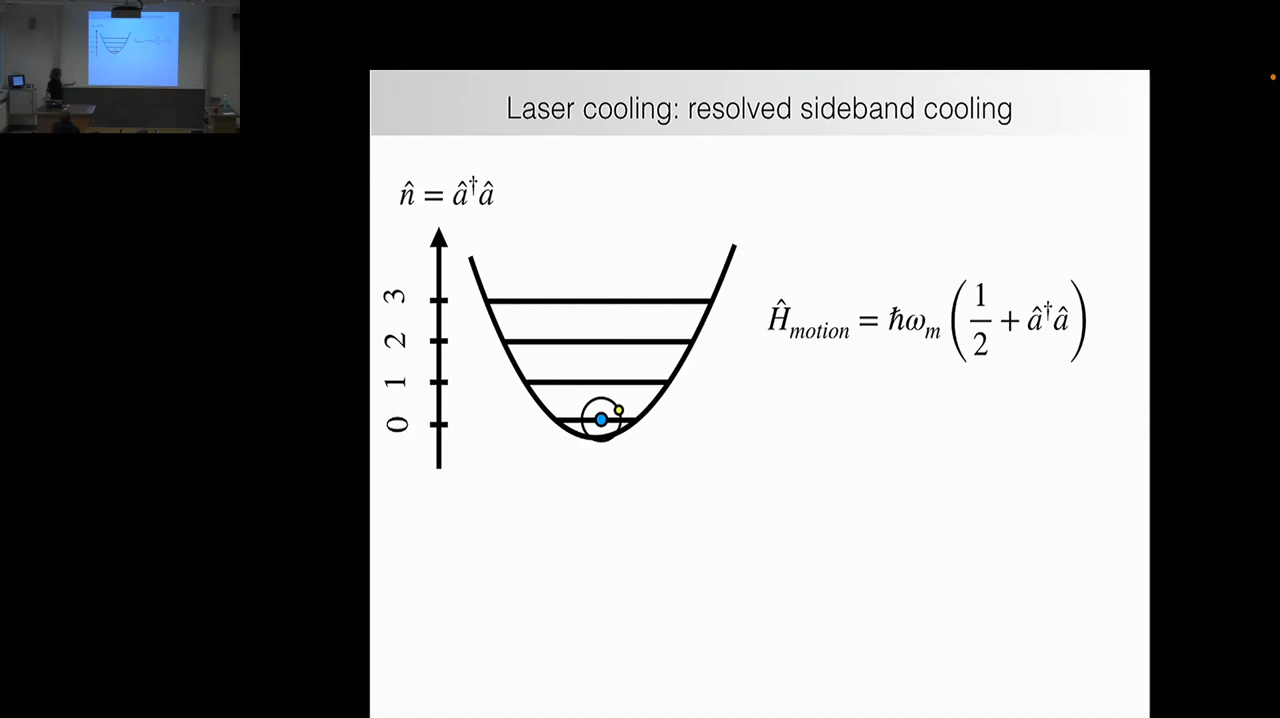 Laser cooling: resolved sideband cooling
n̂ = â†â
3
2
1
0
Ĥ_motion = ℏω_m (1/2 + â†â)